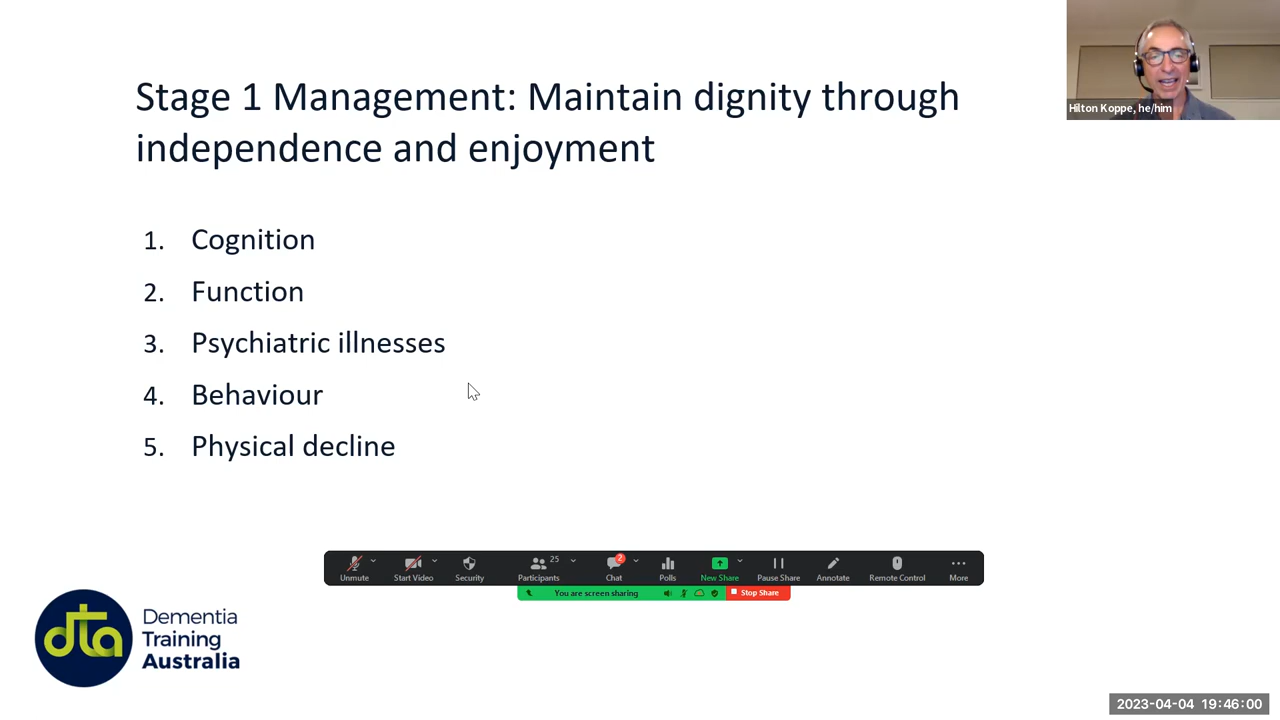 Stage 1 Management: Maintain dignity through
independence and enjoyment
1. Cognition
2. Function
3. Psychiatric illnesses
4. Behaviour
5. Physical decline
Hilton Koppe, he/him
25
2
Unmute
Start Video
Security
Participants
Chat
Polls
New Share
Pause Share
Annotate
Remote Control
More
You are screen sharing
Stop Share
dta
Dementia
Training
Australia
2023-04-04 19:46:00